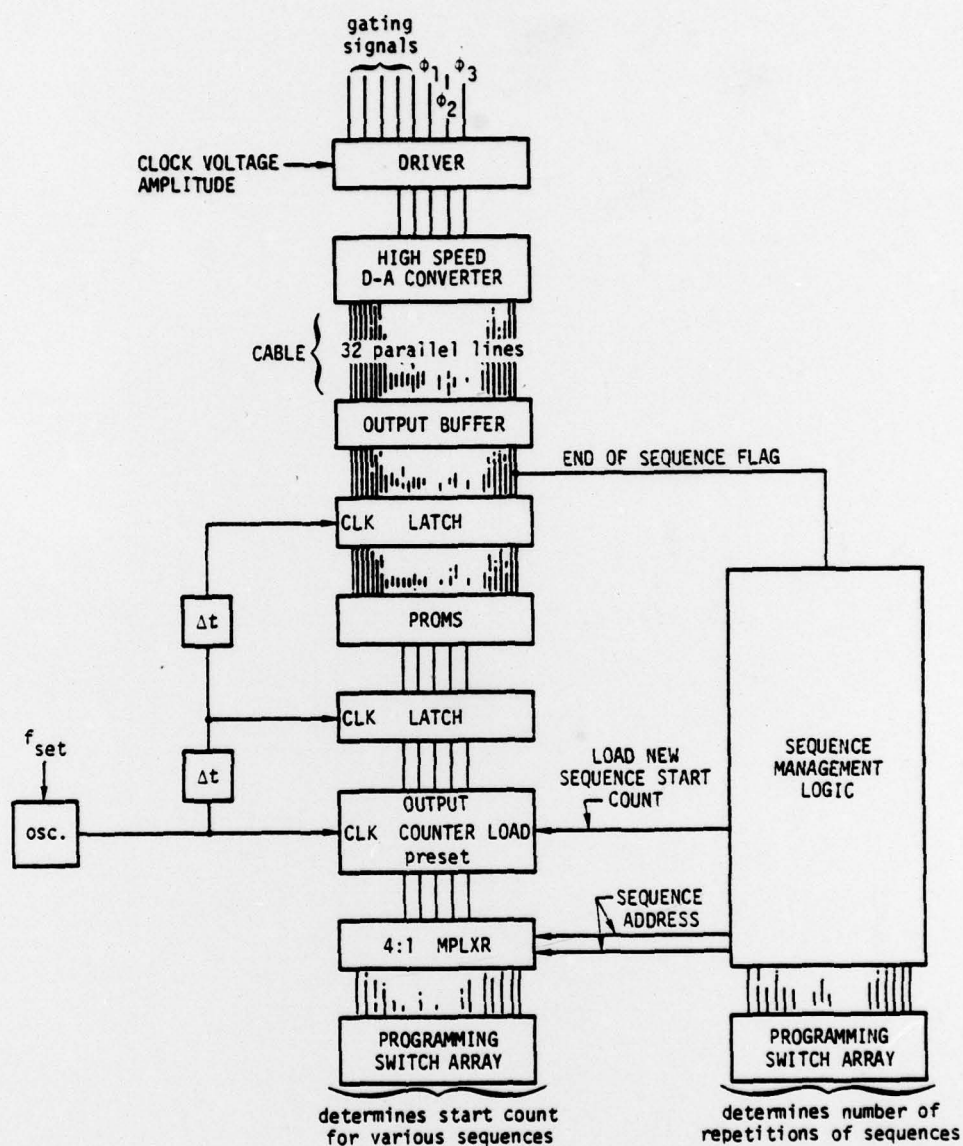 gating
signals
ϕ1 ϕ3
ϕ2
CLOCK VOLTAGE
AMPLITUDE
DRIVER
HIGH SPEED
D-A CONVERTER
CABLE
32 parallel lines
OUTPUT BUFFER
END OF SEQUENCE FLAG
CLK LATCH
Δt
PROMS
CLK LATCH
fset
Δt
osc.
OUTPUT
CLK COUNTER LOAD
preset
LOAD NEW
SEQUENCE START
COUNT
SEQUENCE
MANAGEMENT
LOGIC
SEQUENCE
ADDRESS
4:1 MPLXR
PROGRAMMING
SWITCH ARRAY
PROGRAMMING
SWITCH ARRAY
determines start count
for various sequences
determines number of
repetitions of sequences